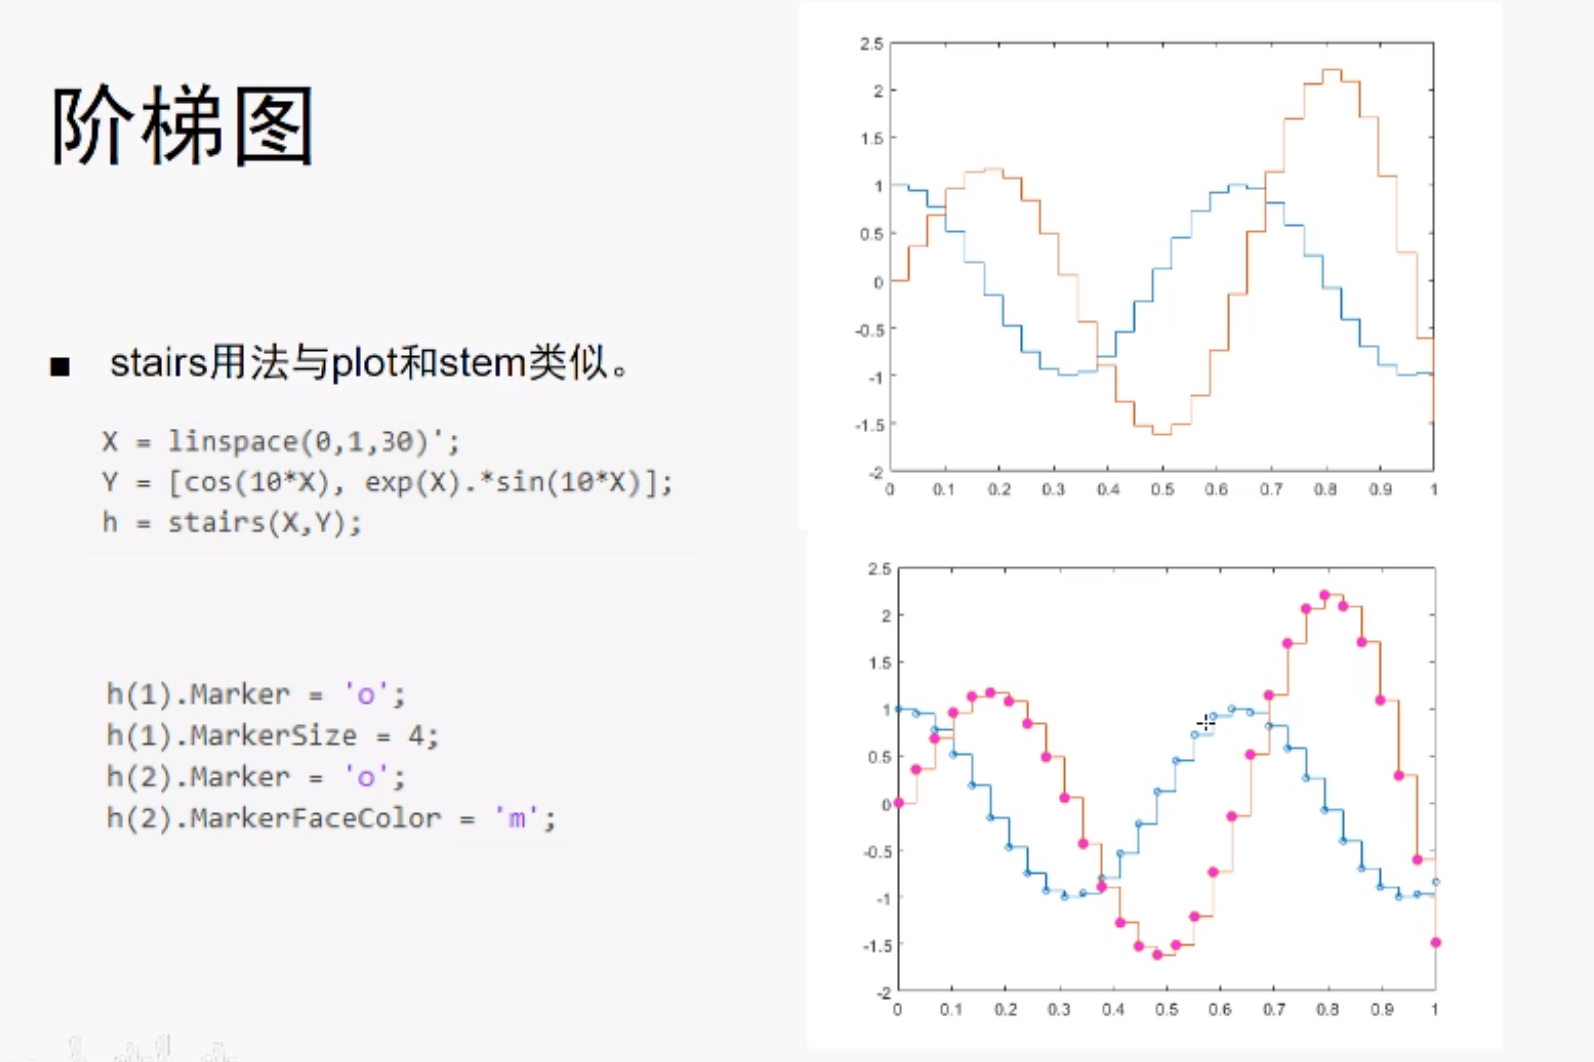 阶梯图
■ stairs用法与plot和stem类似。
X = linspace(0,1,30)';
Y = [cos(10*X), exp(X).*sin(10*X)];
h = stairs(X,Y);
h(1).Marker = 'o';
h(1).MarkerSize = 4;
h(2).Marker = 'o';
h(2).MarkerFaceColor = 'm';
2.5
2
1.5
1
0.5
0
-0.5
-1
-1.5
-2
0 0.1 0.2 0.3 0.4 0.5 0.6 0.7 0.8 0.9 1
2.5
2
1.5
1
0.5
0
-0.5
-1
-1.5
-2
0 0.1 0.2 0.3 0.4 0.5 0.6 0.7 0.8 0.9 1